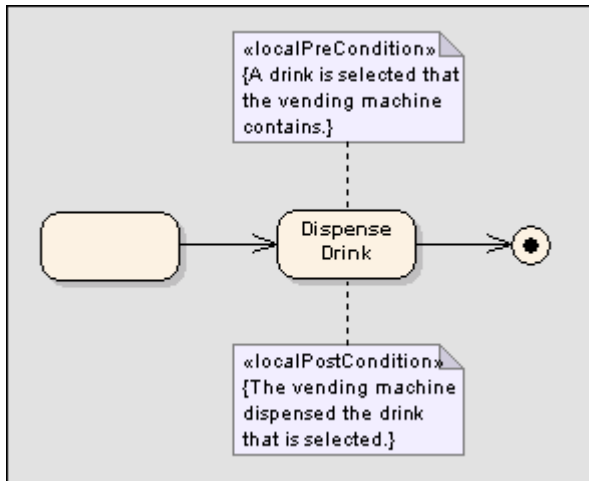 «localPreCondition»
{A drink is selected that
the vending machine
contains.}
Dispense
Drink
«localPostCondition»
{The vending machine
dispensed the drink
that is selected.}